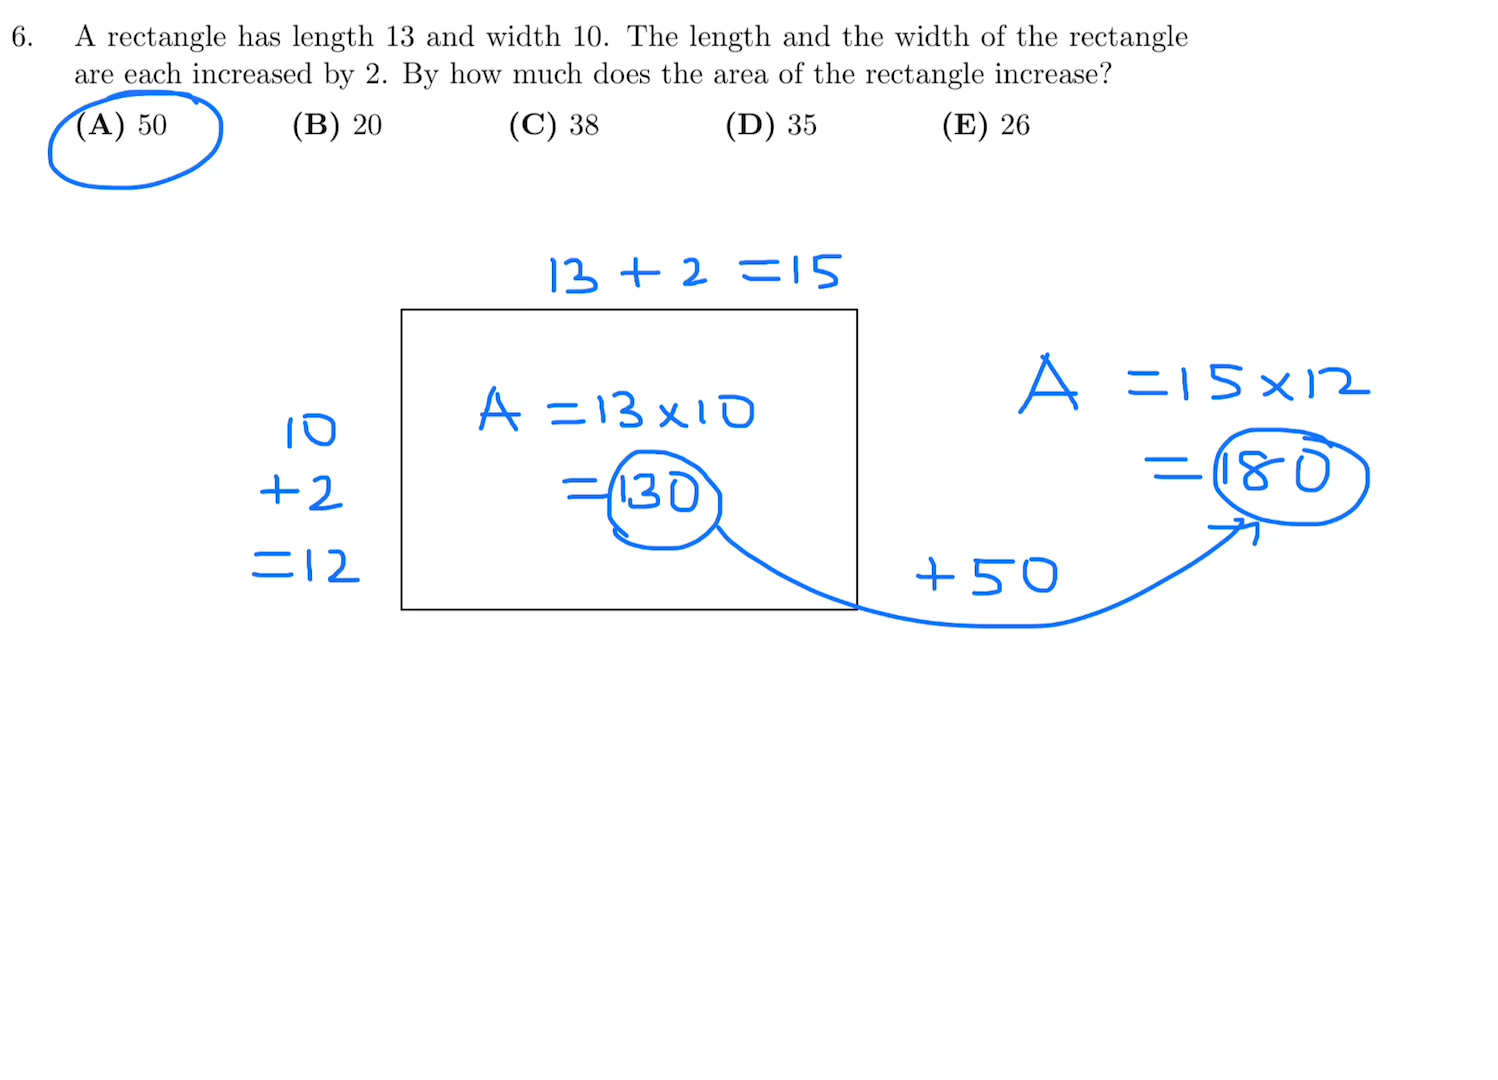 6. A rectangle has length 13 and width 10. The length and the width of the rectangle
are each increased by 2. By how much does the area of the rectangle increase?
(A) 50 (B) 20 (C) 38 (D) 35 (E) 26
13 + 2 =15
A =13×10
=130
10
+2
=12
A =15×12
=180
+50